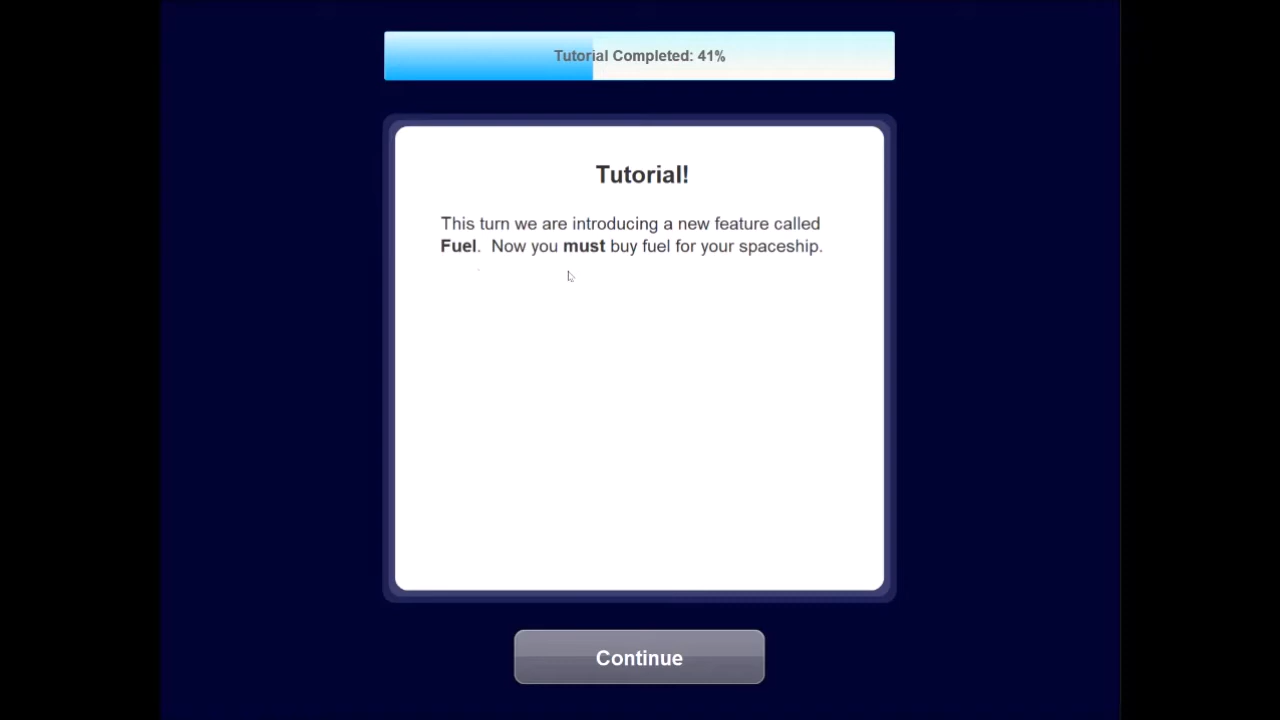 Tutorial Completed: 41%
Tutorial!
This turn we are introducing a new feature called
Fuel.  Now you must buy fuel for your spaceship.
Continue